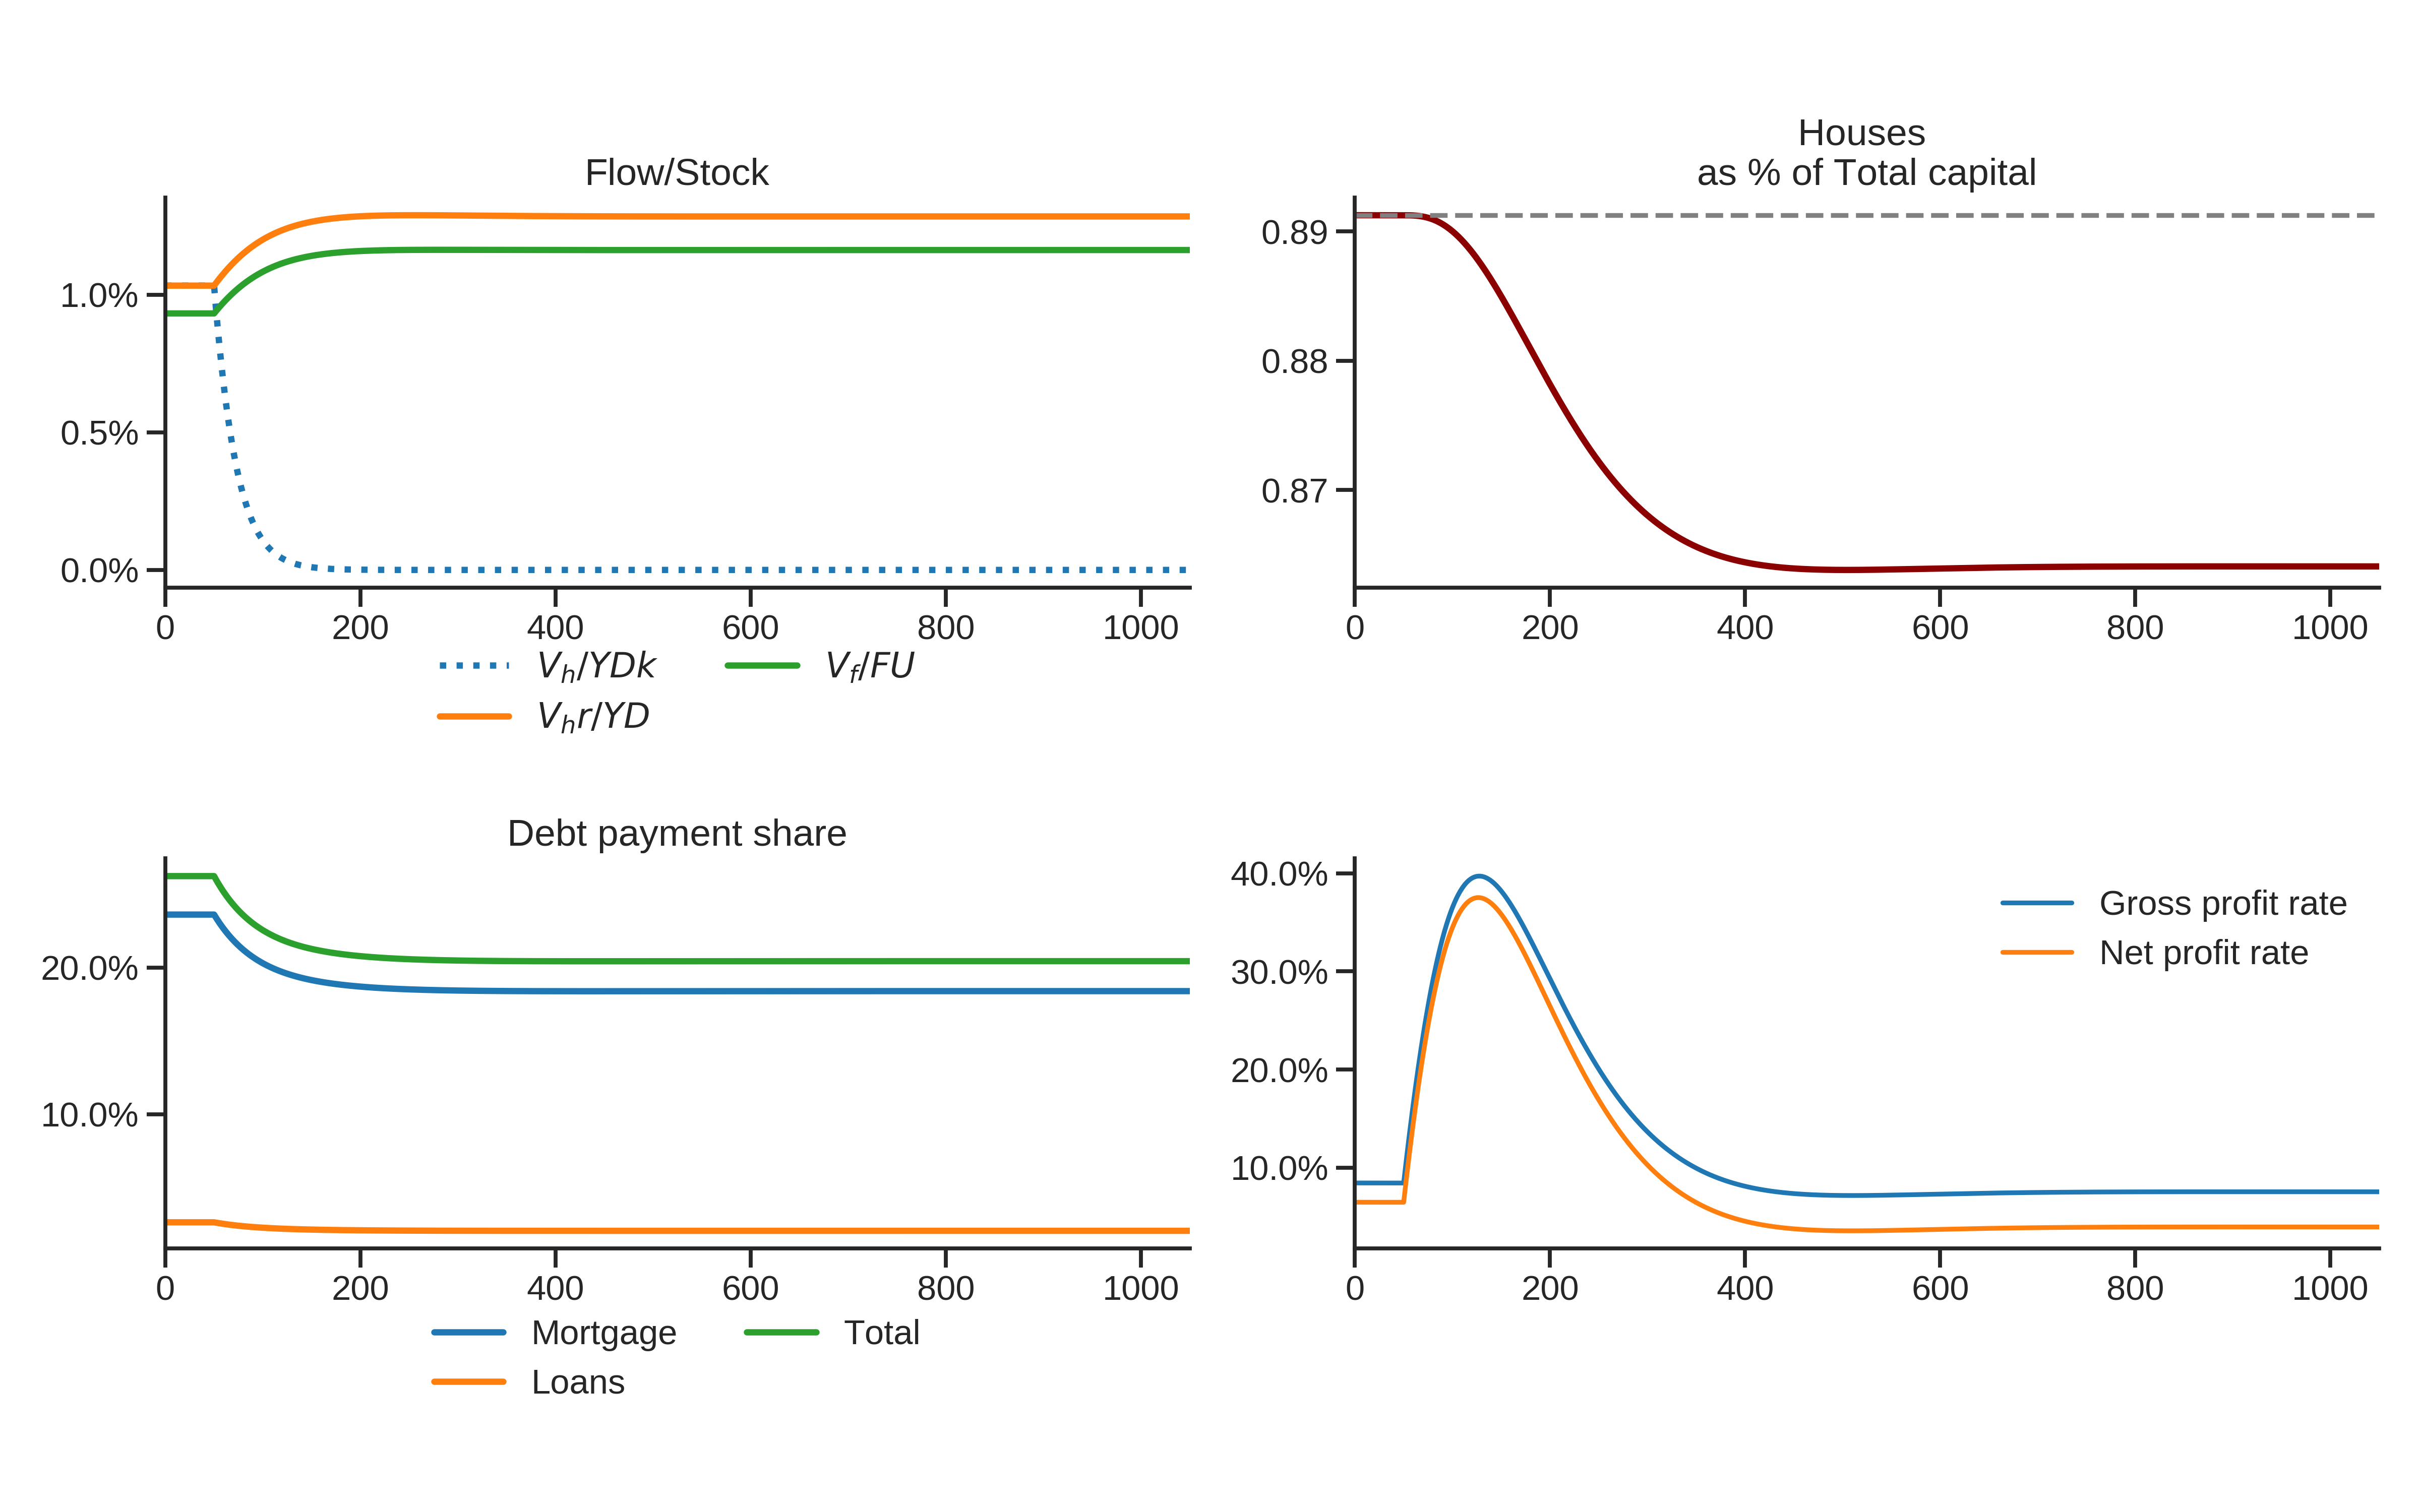 Flow/Stock
1.0%
0.5%
0.0%
0 200 400 600 800 1000
V_h/YDk V_f/FU
V_hr/YD
Houses
as % of Total capital
0.89
0.88
0.87
0 200 400 600 800 1000
Debt payment share
20.0%
10.0%
0 200 400 600 800 1000
Mortgage Total
Loans
40.0%
30.0%
20.0%
10.0%
0 200 400 600 800 1000
Gross profit rate
Net profit rate